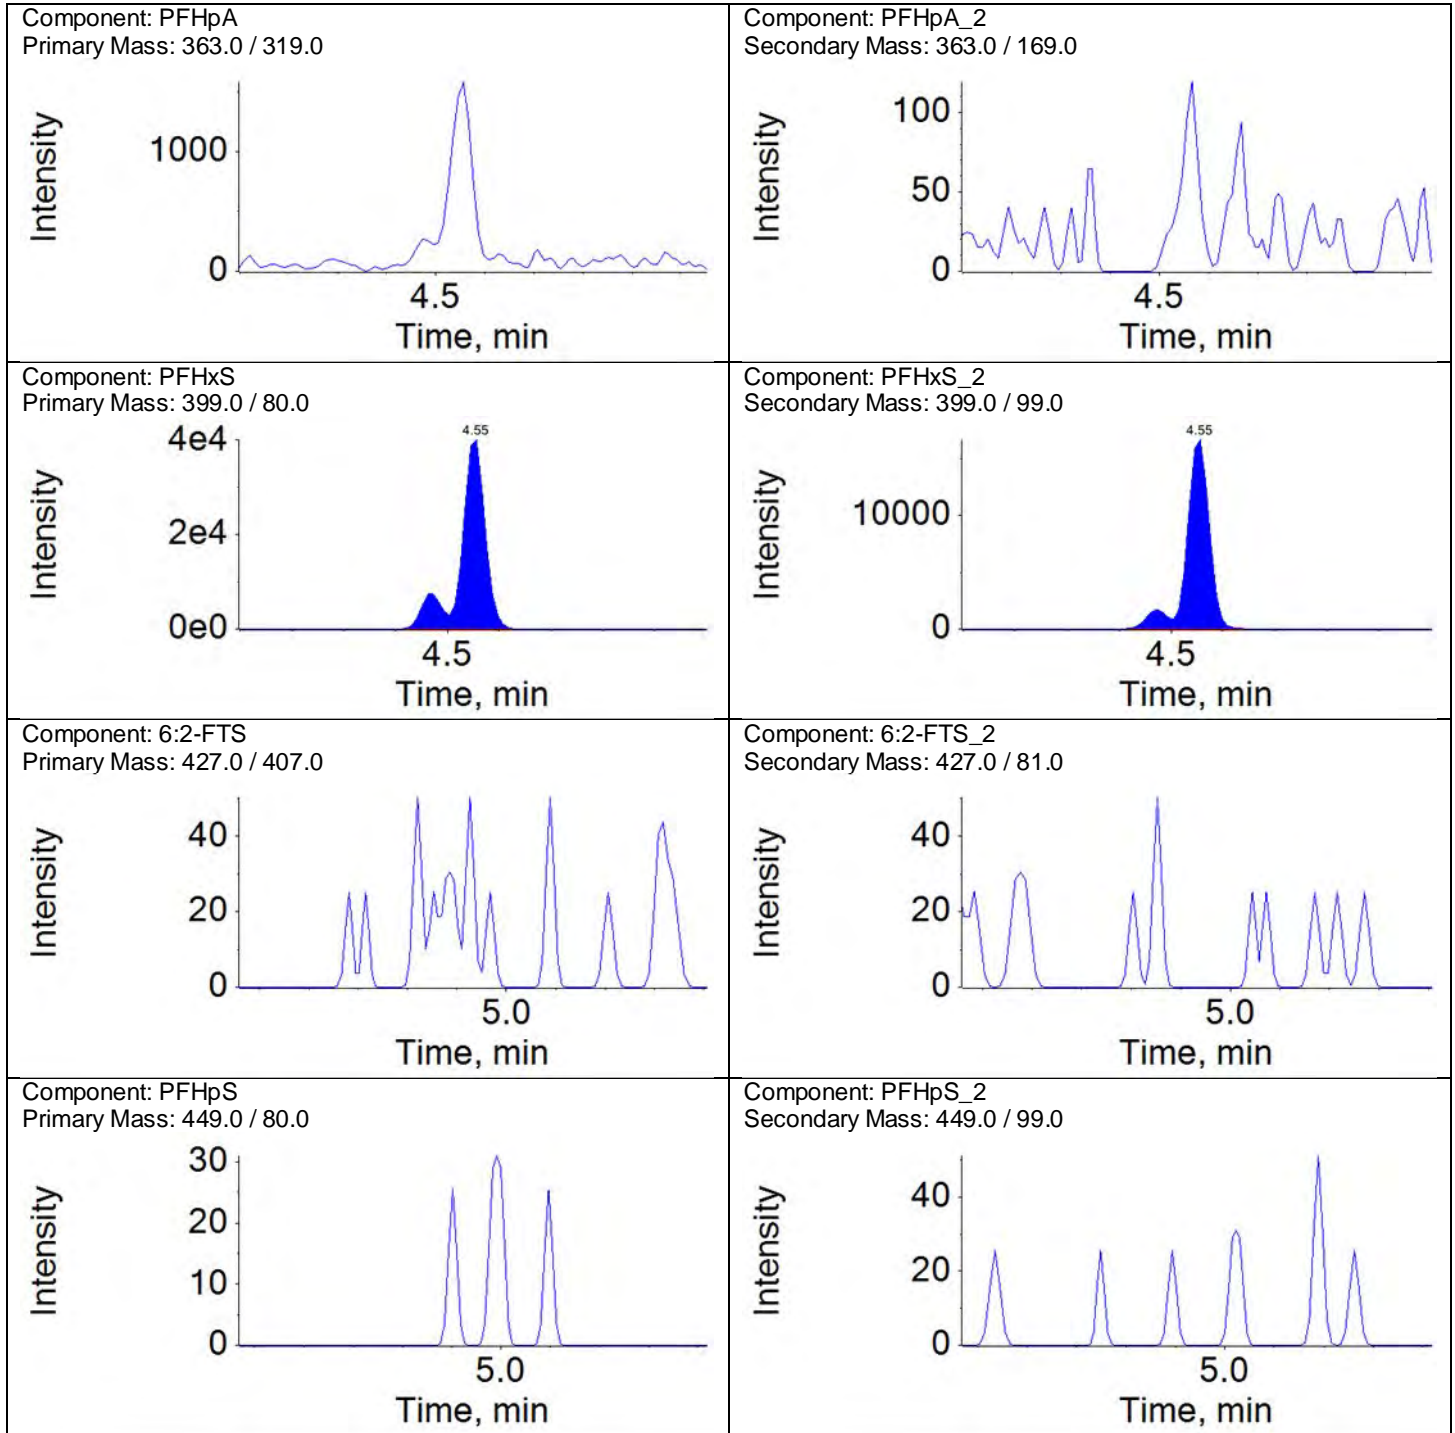 Component: PFHpA
Primary Mass: 363.0 / 319.0
Intensity
1000
0
4.5
Time, min
Component: PFHpA_2
Secondary Mass: 363.0 / 169.0
Intensity
100
50
0
4.5
Time, min
Component: PFHxS
Primary Mass: 399.0 / 80.0
Intensity
4e4
2e4
0e0
4.55
4.5
Time, min
Component: PFHxS_2
Secondary Mass: 399.0 / 99.0
Intensity
10000
0
4.55
4.5
Time, min
Component: 6:2-FTS
Primary Mass: 427.0 / 407.0
Intensity
40
20
0
5.0
Time, min
Component: 6:2-FTS_2
Secondary Mass: 427.0 / 81.0
Intensity
40
20
0
5.0
Time, min
Component: PFHpS
Primary Mass: 449.0 / 80.0
Intensity
30
20
10
0
5.0
Time, min
Component: PFHpS_2
Secondary Mass: 449.0 / 99.0
Intensity
40
20
0
5.0
Time, min